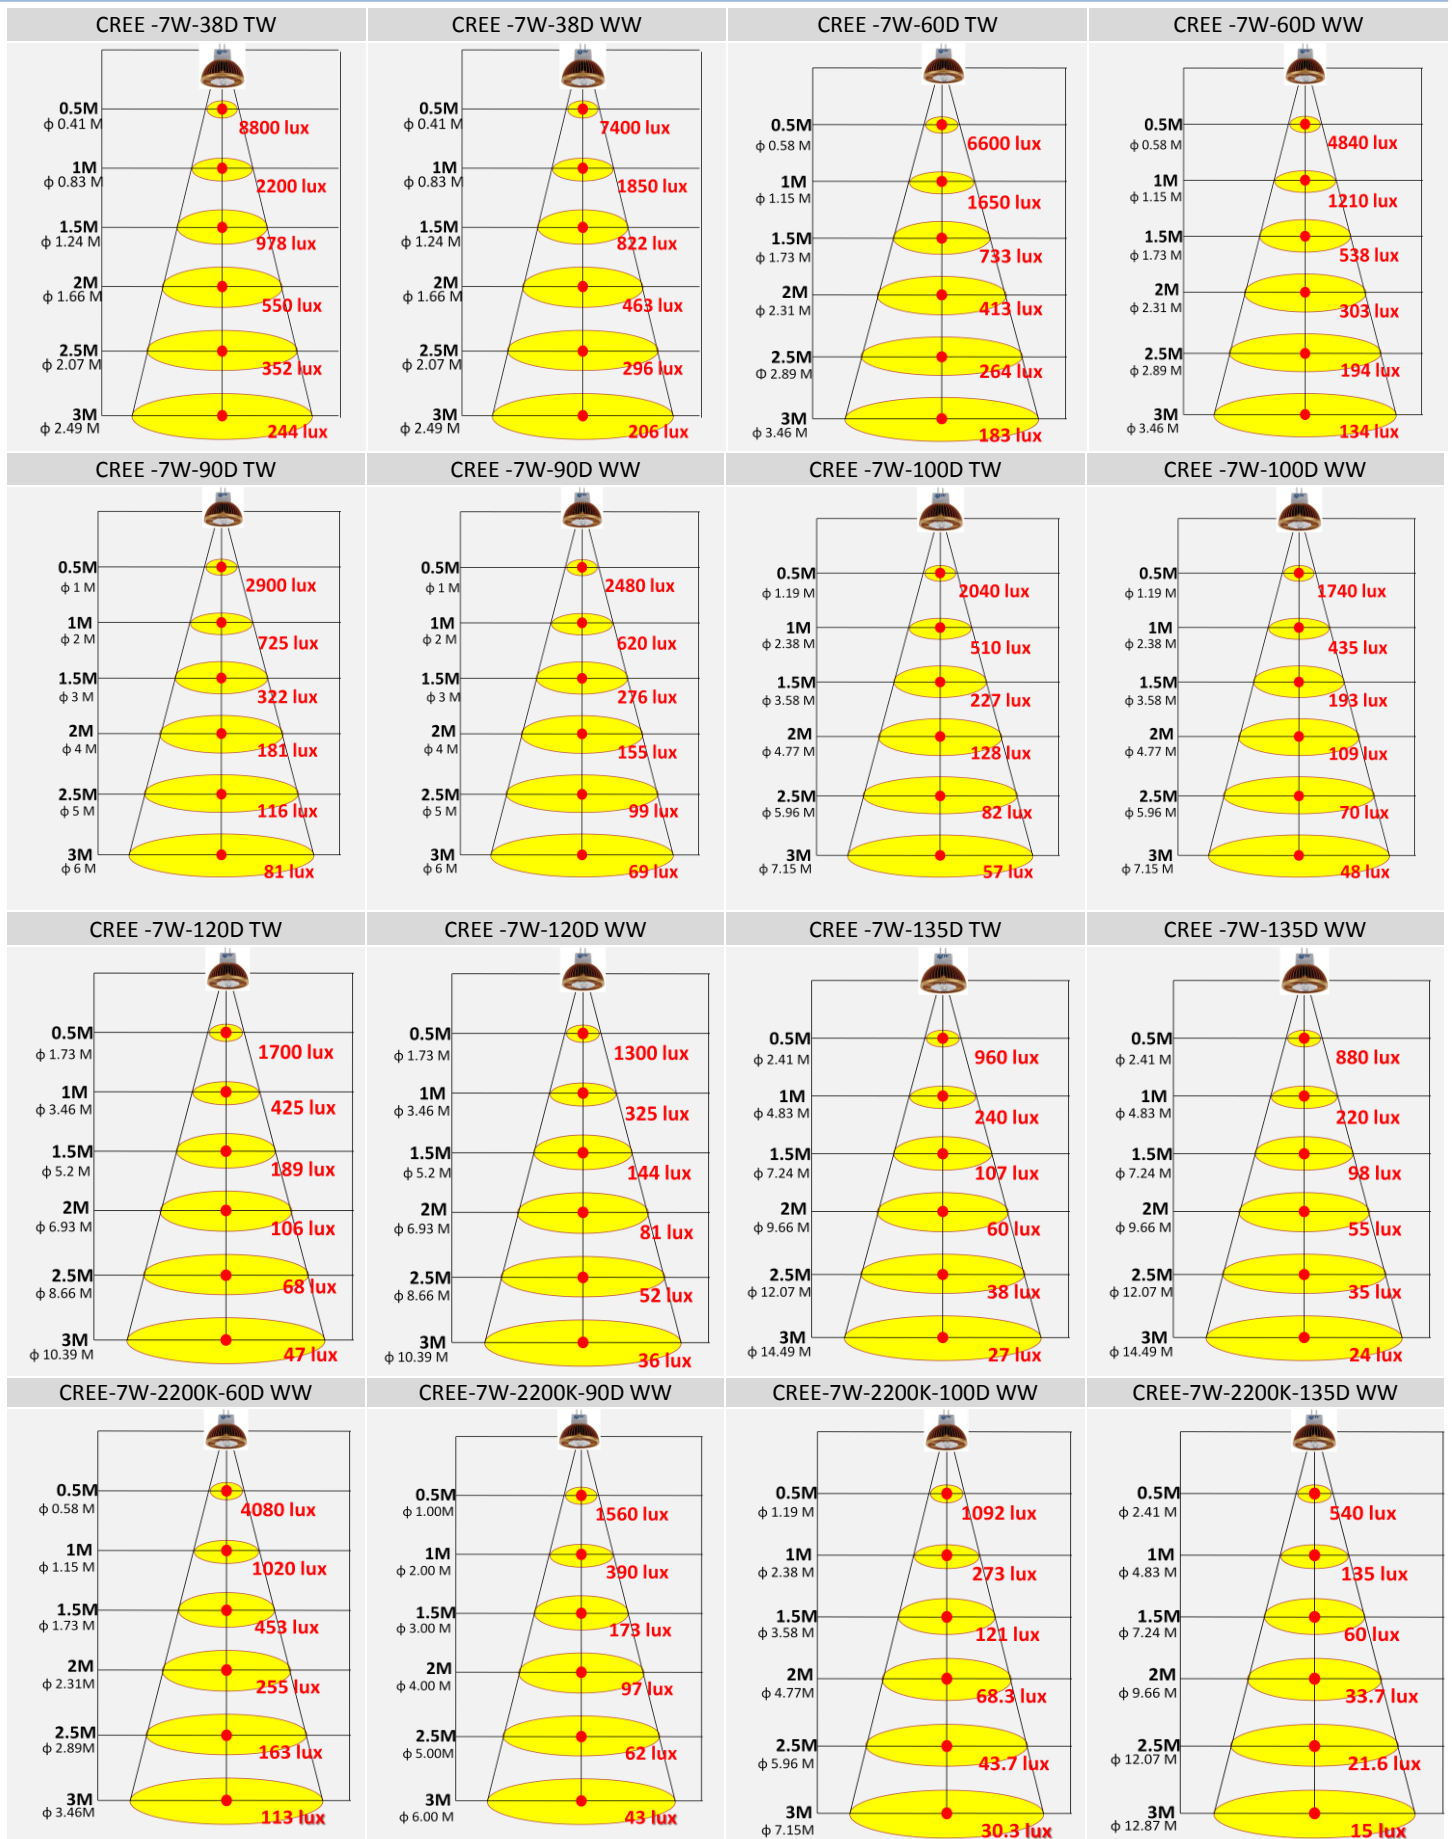 CREE -7W-38D TW
0.5M
ф 0.41 M
8800 lux
1M
ф 0.83 M
2200 lux
1.5M
ф 1.24 M
978 lux
2M
ф 1.66 M
550 lux
2.5M
ф 2.07 M
352 lux
3M
ф 2.49 M
244 lux
CREE -7W-38D WW
0.5M
ф 0.41 M
7400 lux
1M
ф 0.83 M
1850 lux
1.5M
ф 1.24 M
822 lux
2M
ф 1.66 M
463 lux
2.5M
ф 2.07 M
296 lux
3M
ф 2.49 M
206 lux
CREE -7W-60D TW
0.5M
ф 0.58 M
6600 lux
1M
ф 1.15 M
1650 lux
1.5M
ф 1.73 M
733 lux
2M
ф 2.31 M
413 lux
2.5M
Ф 2.89 M
264 lux
3M
ф 3.46 M
183 lux
CREE -7W-60D WW
0.5M
ф 0.58 M
4840 lux
1M
ф 1.15 M
1210 lux
1.5M
ф 1.73 M
538 lux
2M
ф 2.31 M
303 lux
2.5M
ф 2.89 M
194 lux
3M
ф 3.46 M
134 lux
CREE -7W-90D TW
0.5M
ф 1 M
2900 lux
1M
ф 2 M
725 lux
1.5M
ф 3 M
322 lux
2M
ф 4 M
181 lux
2.5M
ф 5 M
116 lux
3M
ф 6 M
81 lux
CREE -7W-90D WW
0.5M
ф 1 M
2480 lux
1M
ф 2 M
620 lux
1.5M
ф 3 M
276 lux
2M
ф 4 M
155 lux
2.5M
ф 5 M
99 lux
3M
ф 6 M
69 lux
CREE -7W-100D TW
0.5M
ф 1.19 M
2040 lux
1M
ф 2.38 M
510 lux
1.5M
ф 3.58 M
227 lux
2M
ф 4.77 M
128 lux
2.5M
ф 5.96 M
82 lux
3M
ф 7.15 M
57 lux
CREE -7W-100D WW
0.5M
ф 1.19 M
1740 lux
1M
ф 2.38 M
435 lux
1.5M
ф 3.58 M
193 lux
2M
ф 4.77 M
109 lux
2.5M
ф 5.96 M
70 lux
3M
ф 7.15 M
48 lux
CREE -7W-120D TW
0.5M
ф 1.73 M
1700 lux
1M
ф 3.46 M
425 lux
1.5M
ф 5.2 M
189 lux
2M
ф 6.93 M
106 lux
2.5M
ф 8.66 M
68 lux
3M
ф 10.39 M
47 lux
CREE -7W-120D WW
0.5M
ф 1.73 M
1300 lux
1M
ф 3.46 M
325 lux
1.5M
ф 5.2 M
144 lux
2M
ф 6.93 M
81 lux
2.5M
ф 8.66 M
52 lux
3M
ф 10.39 M
36 lux
CREE -7W-135D TW
0.5M
ф 2.41 M
960 lux
1M
ф 4.83 M
240 lux
1.5M
ф 7.24 M
107 lux
2M
ф 9.66 M
60 lux
2.5M
ф 12.07 M
38 lux
3M
ф 14.49 M
27 lux
CREE -7W-135D WW
0.5M
ф 2.41 M
880 lux
1M
ф 4.83 M
220 lux
1.5M
ф 7.24 M
98 lux
2M
ф 9.66 M
55 lux
2.5M
ф 12.07 M
35 lux
3M
ф 14.49 M
24 lux
CREE-7W-2200K-60D WW
0.5M
ф 0.58 M
4080 lux
1M
ф 1.15 M
1020 lux
1.5M
ф 1.73 M
453 lux
2M
ф 2.31M
255 lux
2.5M
ф 2.89M
163 lux
3M
ф 3.46M
113 lux
CREE-7W-2200K-90D WW
0.5M
ф 1.00M
1560 lux
1M
ф 2.00 M
390 lux
1.5M
ф 3.00 M
173 lux
2M
ф 4.00 M
97 lux
2.5M
ф 5.00M
62 lux
3M
ф 6.00 M
43 lux
CREE-7W-2200K-100D WW
0.5M
ф 1.19 M
1092 lux
1M
ф 2.38 M
273 lux
1.5M
ф 3.58 M
121 lux
2M
ф 4.77M
68.3 lux
2.5M
ф 5.96 M
43.7 lux
3M
ф 7.15M
30.3 lux
CREE-7W-2200K-135D WW
0.5M
ф 2.41 M
540 lux
1M
ф 4.83 M
135 lux
1.5M
ф 7.24 M
60 lux
2M
ф 9.66 M
33.7 lux
2.5M
ф 12.07 M
21.6 lux
3M
ф 12.87 M
15 lux